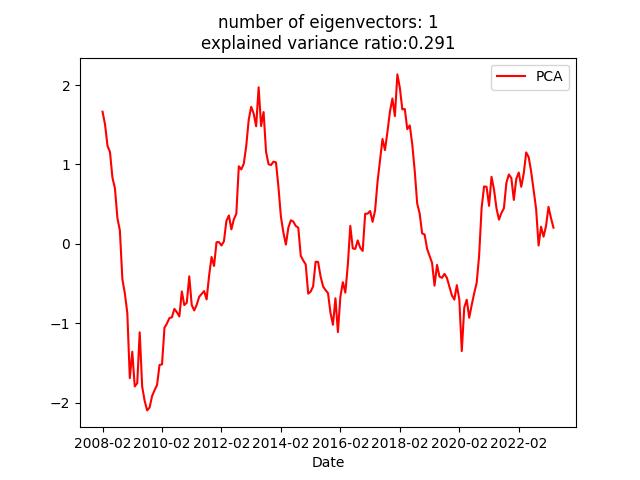 number of eigenvectors: 1
explained variance ratio:0.291
PCA
2
1
0
−1
−2
2008-02 2010-02 2012-02 2014-02 2016-02 2018-02 2020-02 2022-02
Date